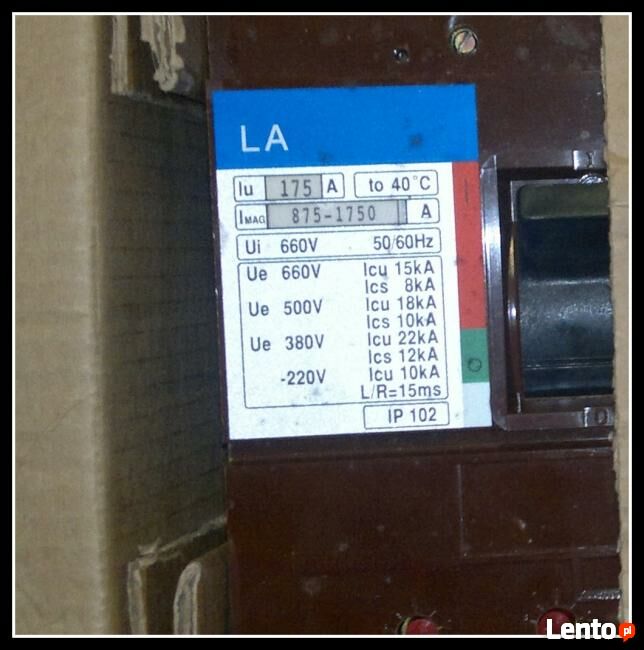 LA
Iu 175 A to 40°C
IMAG 875-1750 A
Ui 660V 50/60Hz
Ue 660V Icu 15kA
Ics 8kA
Ue 500V Icu 18kA
Ics 10kA
Ue 380V Icu 22kA
Ics 12kA
-220V Icu 10kA
L/R=15ms
IP 102
I
O
O
Lento.pl